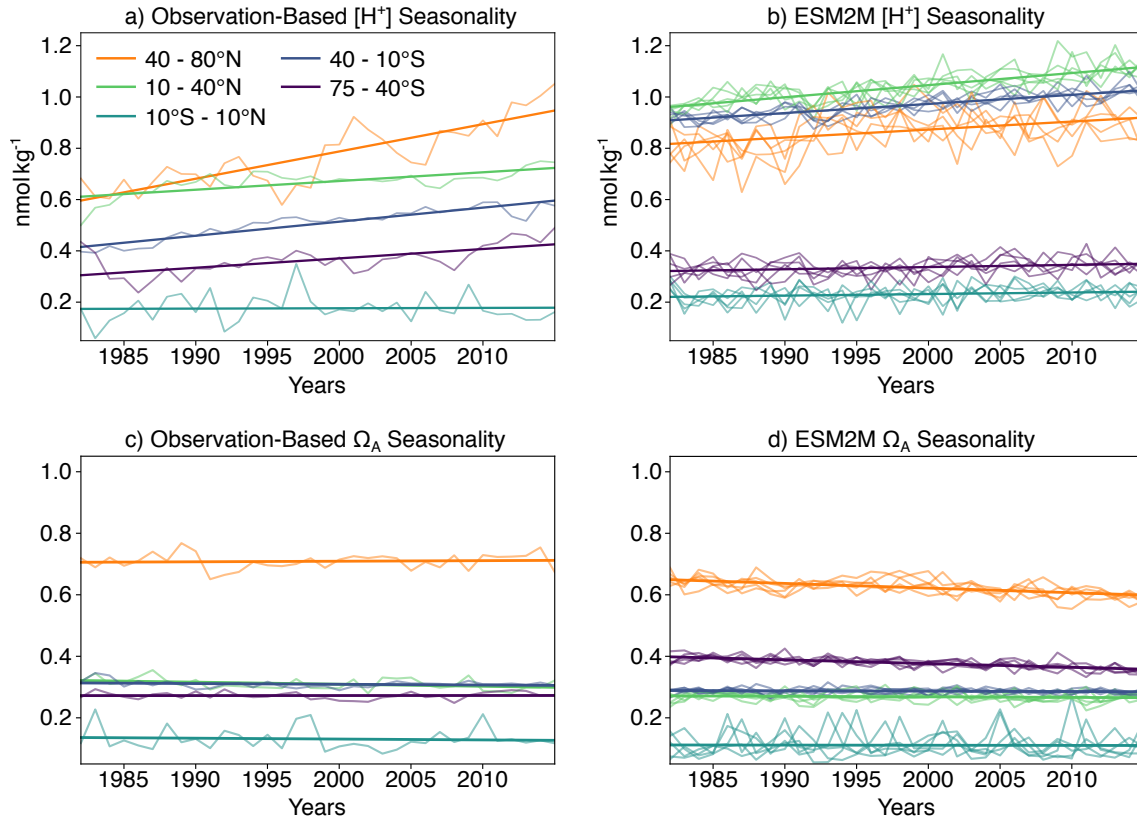 a) Observation-Based [H⁺] Seasonality
b) ESM2M [H⁺] Seasonality
nmol kg⁻¹
1.2
1.0
0.8
0.6
0.4
0.2
40 - 80°N
10 - 40°N
10°S - 10°N
40 - 10°S
75 - 40°S
1985 1990 1995 2000 2005 2010
Years
1.2
1.0
0.8
0.6
0.4
0.2
1985 1990 1995 2000 2005 2010
Years
c) Observation-Based Ω_A Seasonality
d) ESM2M Ω_A Seasonality
1.0
0.8
0.6
0.4
0.2
1985 1990 1995 2000 2005 2010
Years
1.0
0.8
0.6
0.4
0.2
1985 1990 1995 2000 2005 2010
Years